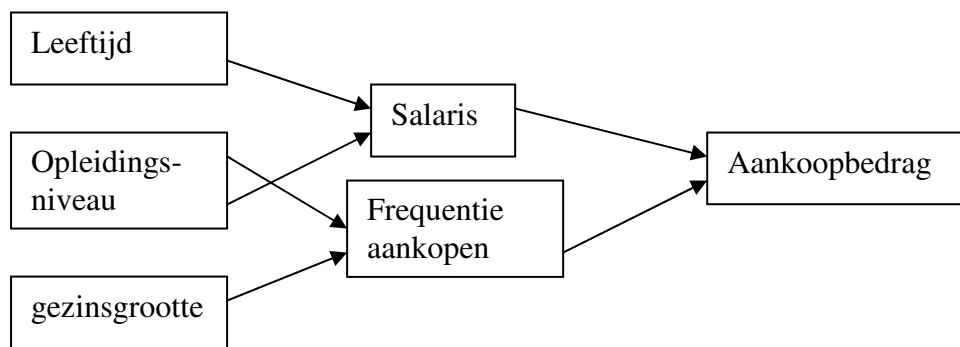 Leeftijd
Salaris
Opleidings-
niveau
Aankoopbedrag
Frequentie
aankopen
gezinsgrootte